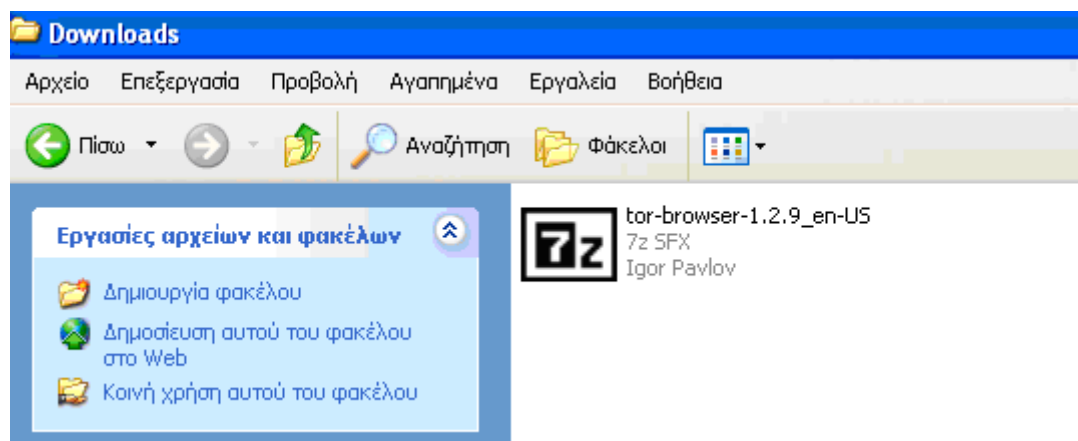 Downloads
Αρχείο Επεξεργασία Προβολή Αγαπημένα Εργαλεία Βοήθεια
Πίσω Αναζήτηση Φάκελοι
Εργασίες αρχείων και φακέλων
Δημιουργία φακέλου
Δημοσίευση αυτού του φακέλου
στο Web
Κοινή χρήση αυτού του φακέλου
7z
tor-browser-1.2.9_en-US
7z SFX
Igor Pavlov